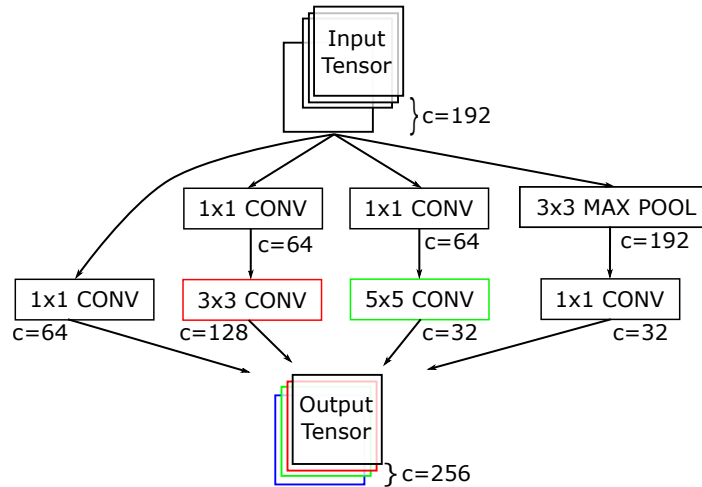 Input
Tensor
c=192
1x1 CONV
1x1 CONV
3x3 MAX POOL
c=64
c=64
c=192
1x1 CONV
3x3 CONV
5x5 CONV
1x1 CONV
c=64
c=128
c=32
c=32
Output
Tensor
c=256